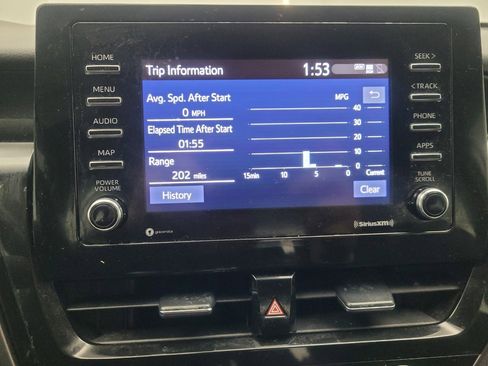 HOME
MENU
AUDIO
MAP
POWER
VOLUME
Trip Information
1:53
Avg. Spd. After Start
0 MPH
Elapsed Time After Start
01:55
Range
202 miles
History
MPG
40
30
20
10
0
15min 10 5 0 Current
Clear
SEEK >
< TRACK
PHONE
APPS
TUNE
SCROLL
gracenote
SiriusXM